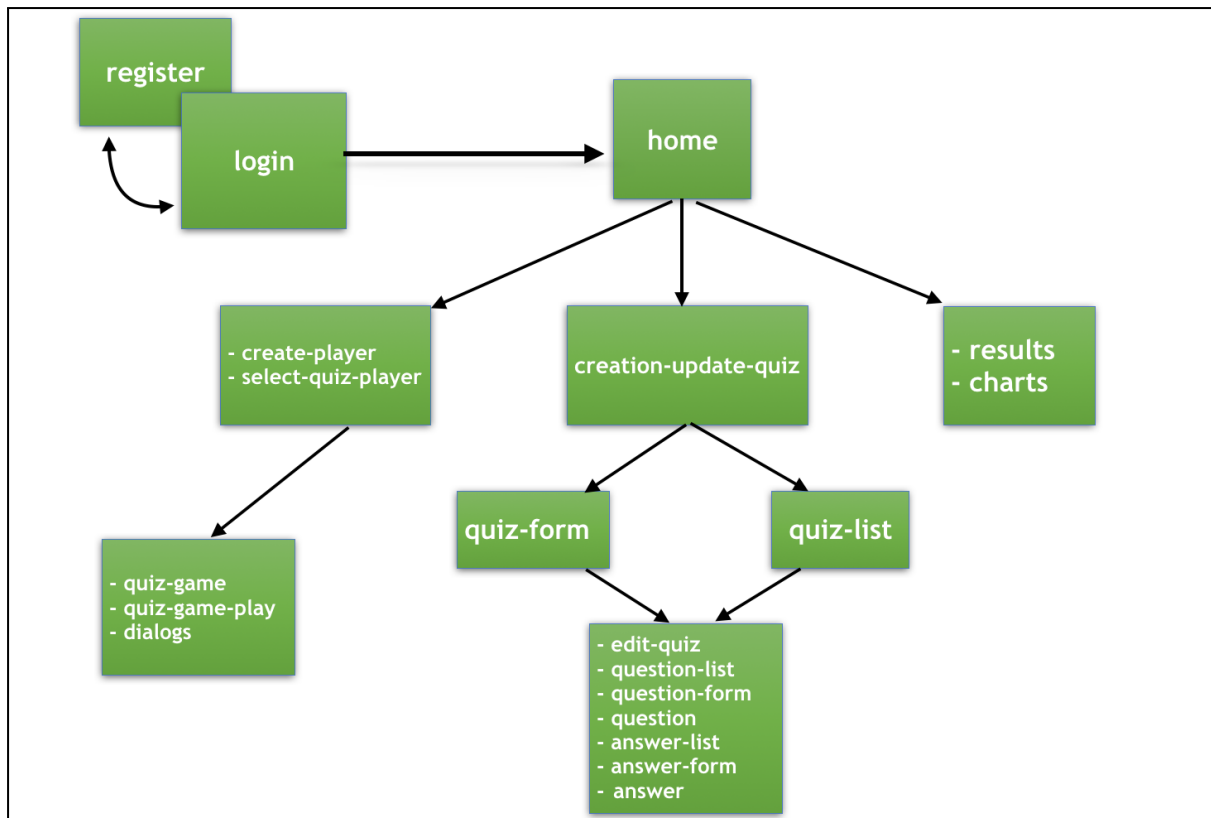 register
login
home
- create-player
- select-quiz-player
creation-update-quiz
- results
- charts
quiz-form
quiz-list
- quiz-game
- quiz-game-play
- dialogs
- edit-quiz
- question-list
- question-form
- question
- answer-list
- answer-form
- answer